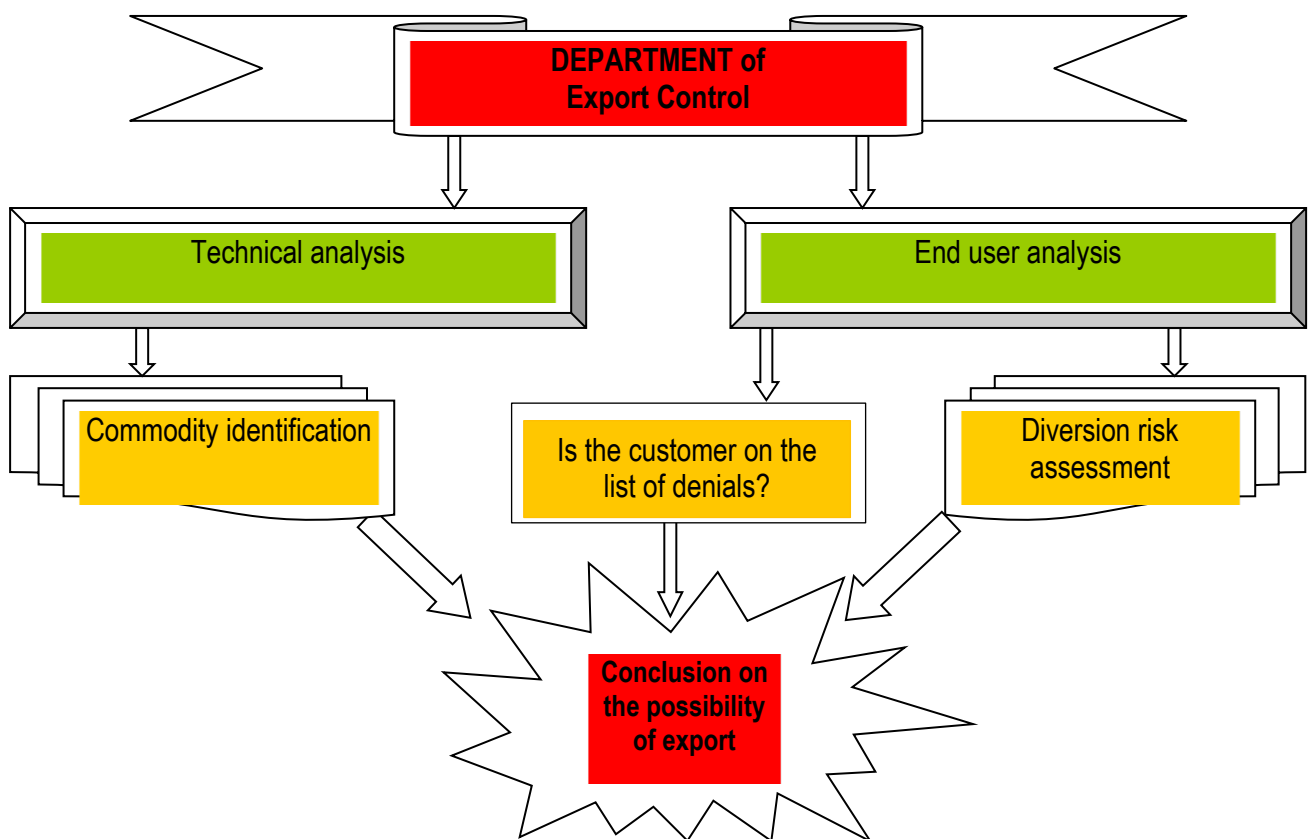 DEPARTMENT of
Export Control
Technical analysis
End user analysis
Commodity identification
Is the customer on the
list of denials?
Diversion risk
assessment
Conclusion on
the possibility
of export